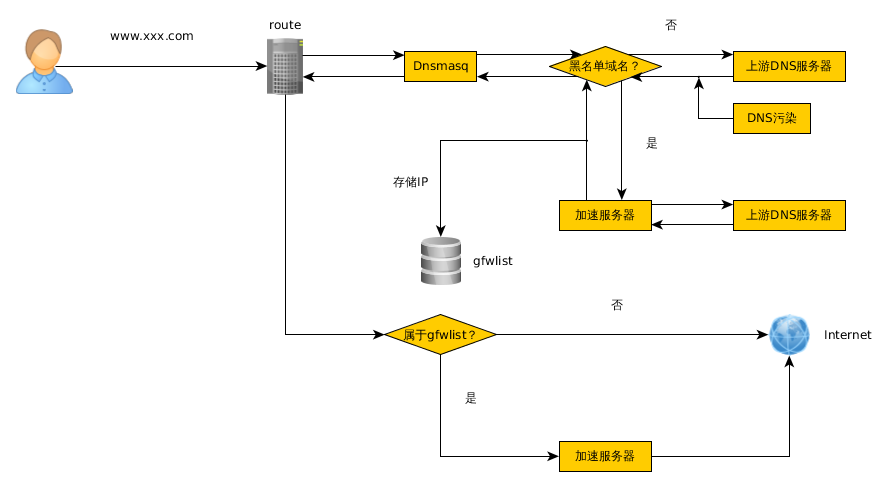 route
www.xxx.com
否
Dnsmasq
黑名单域名？
上游DNS服务器
DNS污染
是
存储IP
加速服务器
上游DNS服务器
gfwlist
否
属于gfwlist？
Internet
是
加速服务器